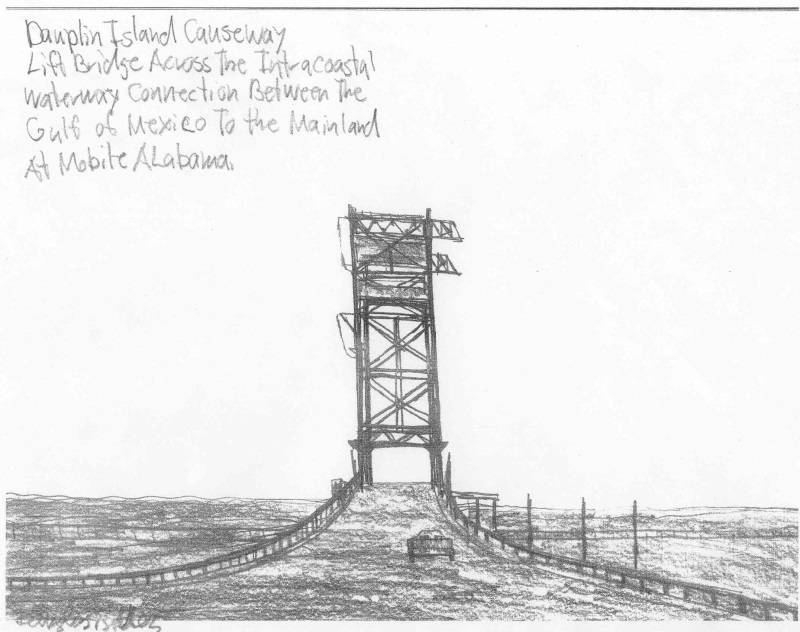 Dauplin Island Causeway
Lift Bridge Across The Intracoastal
Waterway Connection Between The
Gulf of Mexico To the Mainland
At Mobile Alabama.